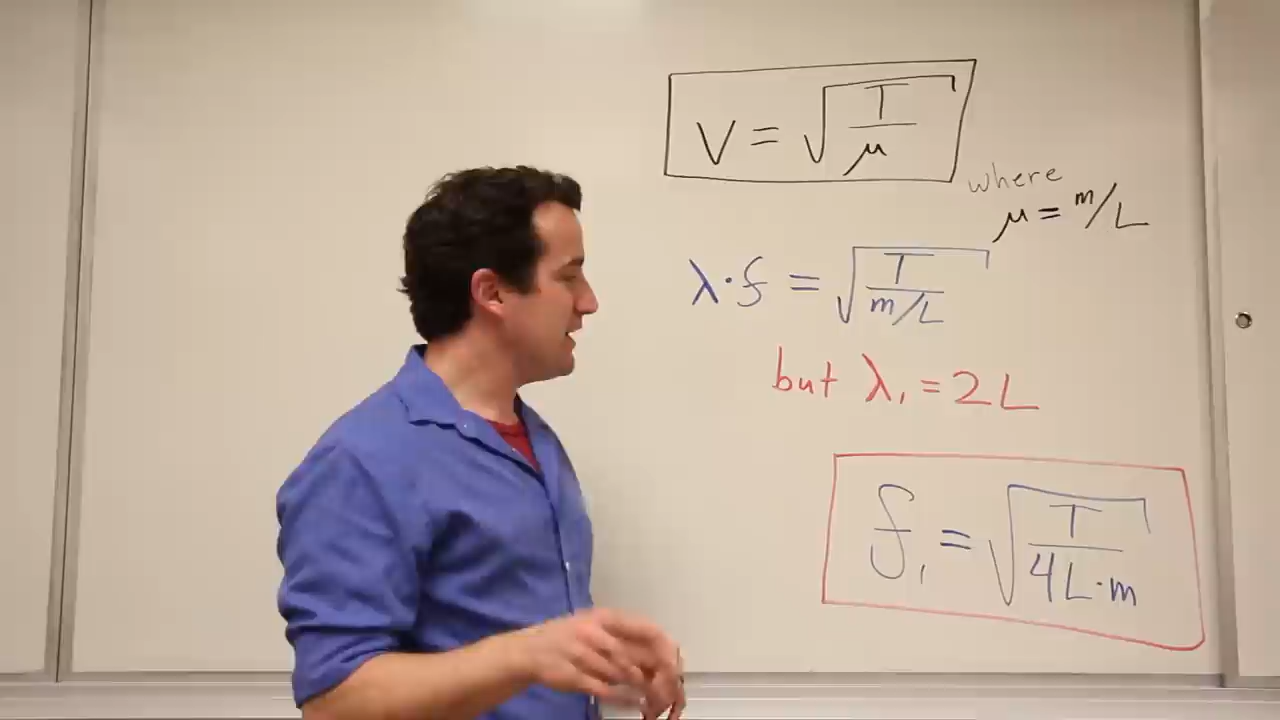 V = √(T/μ)
where
μ = m/L
λ·f = √(T/(m/L))
but λ₁ = 2L
f₁ = √(T/(4L·m))